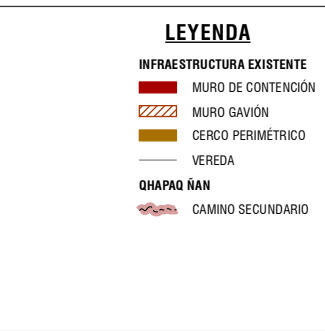 LEYENDA
INFRAESTRUCTURA EXISTENTE
MURO DE CONTENCIÓN
MURO GAVIÓN
CERCO PERIMÉTRICO
VEREDA
QHAPAQ ÑAN
CAMINO SECUNDARIO